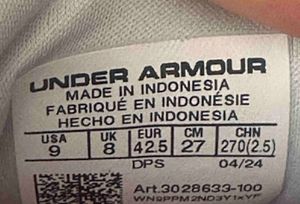 UNDER ARMOUR
MADE IN INDONESIA
FABRIQUÉ EN INDONÉSIE
HECHO EN INDONESIA
USA UK EUR CM CHN
9 8 42.5 27 270(2.5)
DPS 04/24
Art.3028633-100